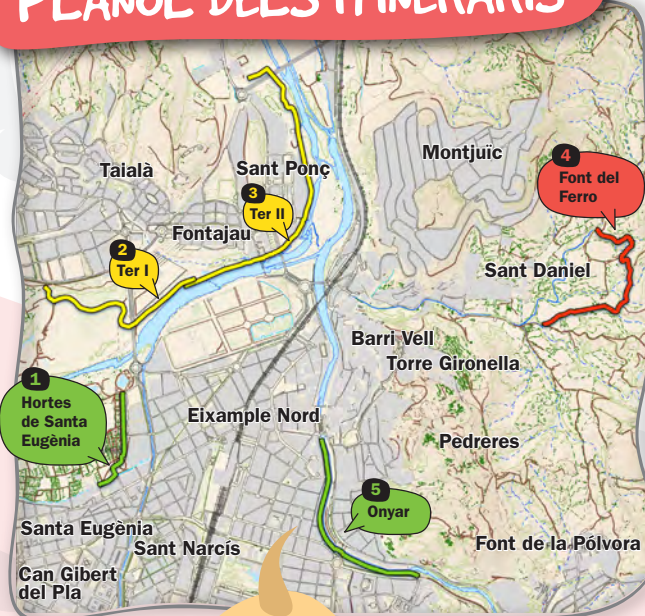 PLÀNOL DELS ITINERARIS
Taialà
Sant Ponç
Montjuïc
4
Font del
Ferro
3
Ter II
Fontajau
2
Ter I
Sant Daniel
Barri Vell
Torre Gironella
1
Hortes
de Santa
Eugènia
Eixample Nord
Pedreres
5
Onyar
Santa Eugènia
Sant Narcís
Font de la Pólvora
Can Gibert
del Pla